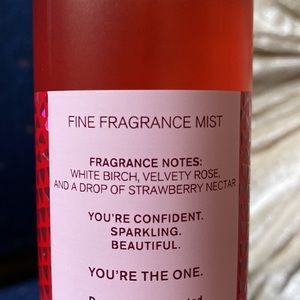 FINE FRAGRANCE MIST
FRAGRANCE NOTES:
WHITE BIRCH, VELVETY ROSE,
AND A DROP OF STRAWBERRY NECTAR
YOU'RE CONFIDENT.
SPARKLING.
BEAUTIFUL.
YOU'RE THE ONE.